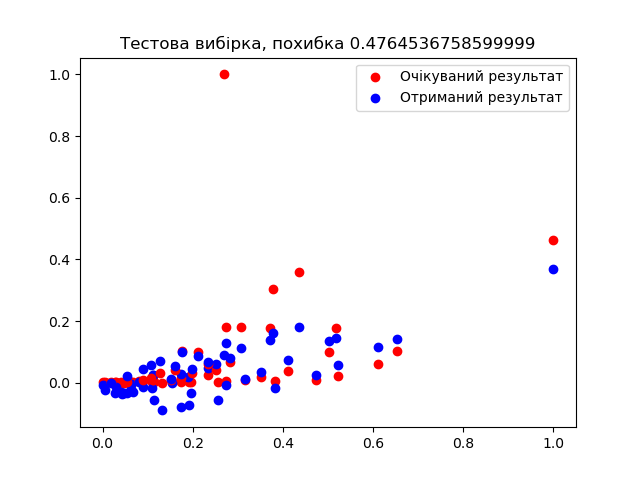 Тестова вибірка, похибка 0.4764536758599999
Очікуваний результат
Отриманий результат
1.0
0.8
0.6
0.4
0.2
0.0
0.0 0.2 0.4 0.6 0.8 1.0